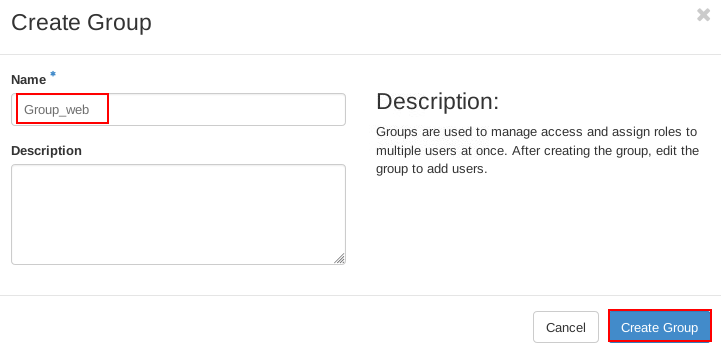 Create Group
✖
Name *
Group_web
Description
Description:
Groups are used to manage access and assign roles to
multiple users at once. After creating the group, edit the
group to add users.
Cancel
Create Group